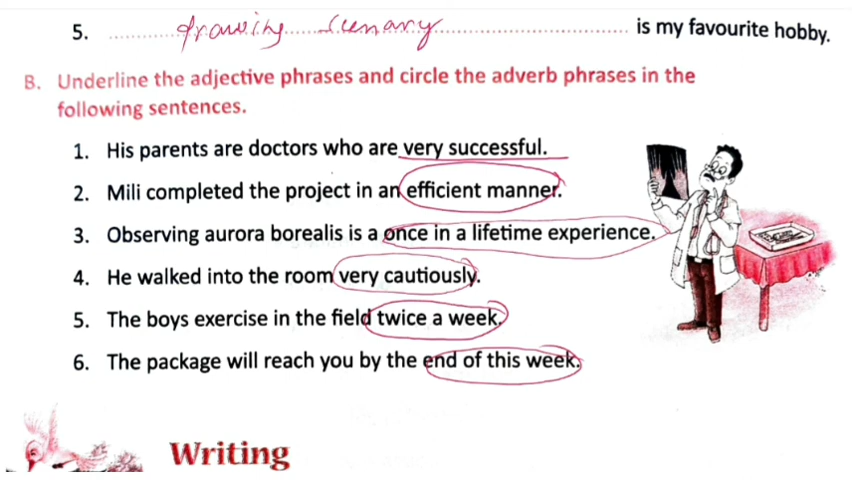 5. drawing scenary is my favourite hobby.
B. Underline the adjective phrases and circle the adverb phrases in the
following sentences.
1. His parents are doctors who are very successful.
2. Mili completed the project in an efficient manner.
3. Observing aurora borealis is a once in a lifetime experience.
4. He walked into the room very cautiously.
5. The boys exercise in the field twice a week.
6. The package will reach you by the end of this week.
Writing